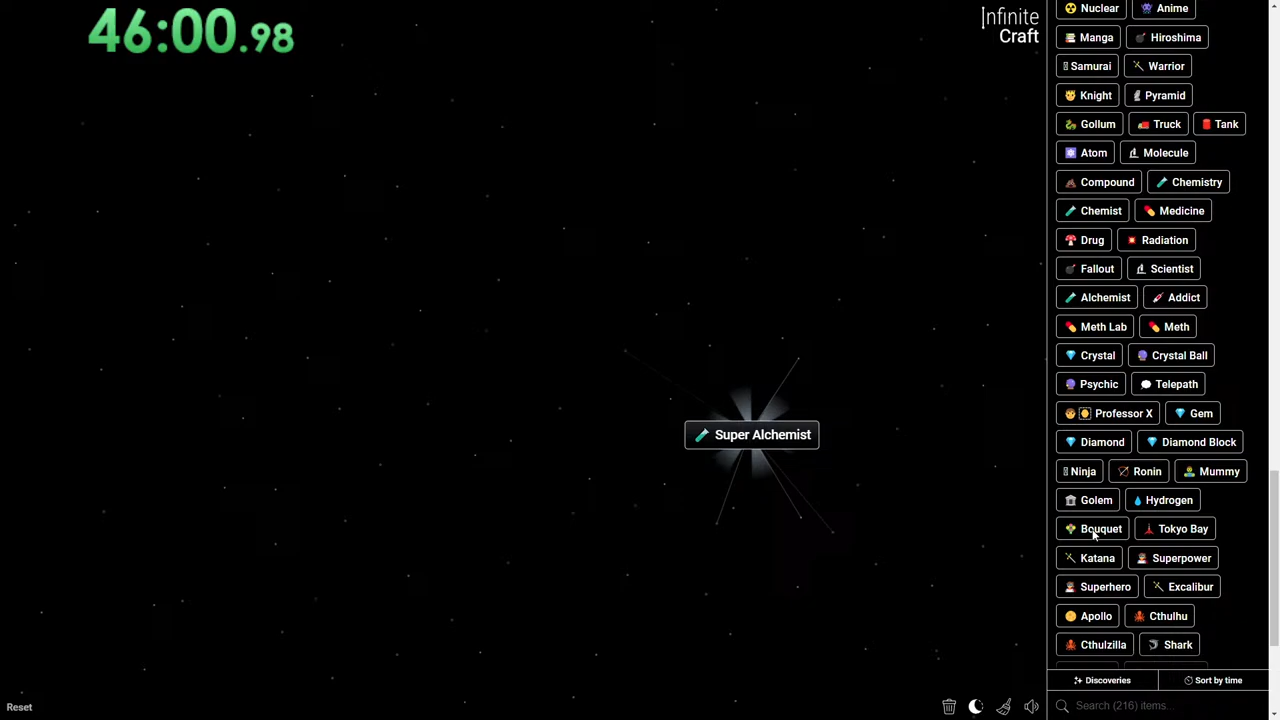 46:00.98
Infinite
Craft
Nuclear Anime
Manga Hiroshima
Samurai Warrior
Knight Pyramid
Gollum Truck Tank
Atom Molecule
Compound Chemistry
Chemist Medicine
Drug Radiation
Fallout Scientist
Alchemist Addict
Meth Lab Meth
Crystal Crystal Ball
Psychic Telepath
Professor X Gem
Super Alchemist
Diamond Diamond Block
Ninja Ronin Mummy
Golem Hydrogen
Bouquet Tokyo Bay
Katana Superpower
Superhero Excalibur
Apollo Cthulhu
Cthulzilla Shark
Discoveries Sort by time
Reset
Search (216) items...